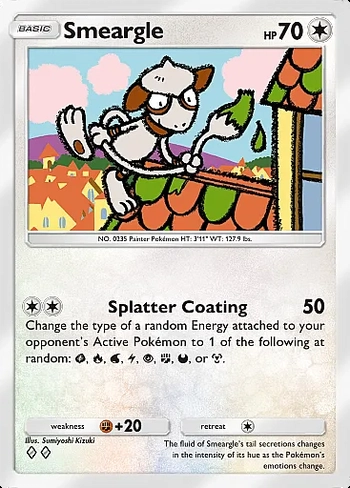 BASIC Smeargle HP 70
NO. 0235 Painter Pokémon HT: 3'11" WT: 127.9 lbs.
Splatter Coating 50
Change the type of a random Energy attached to your
opponent's Active Pokémon to 1 of the following at
random: , , , , , , , or .
weakness +20 retreat
Illus. Sumiyoshi Kizuki
The fluid of Smeargle's tail secretions changes
in the intensity of its hue as the Pokémon's
emotions change.